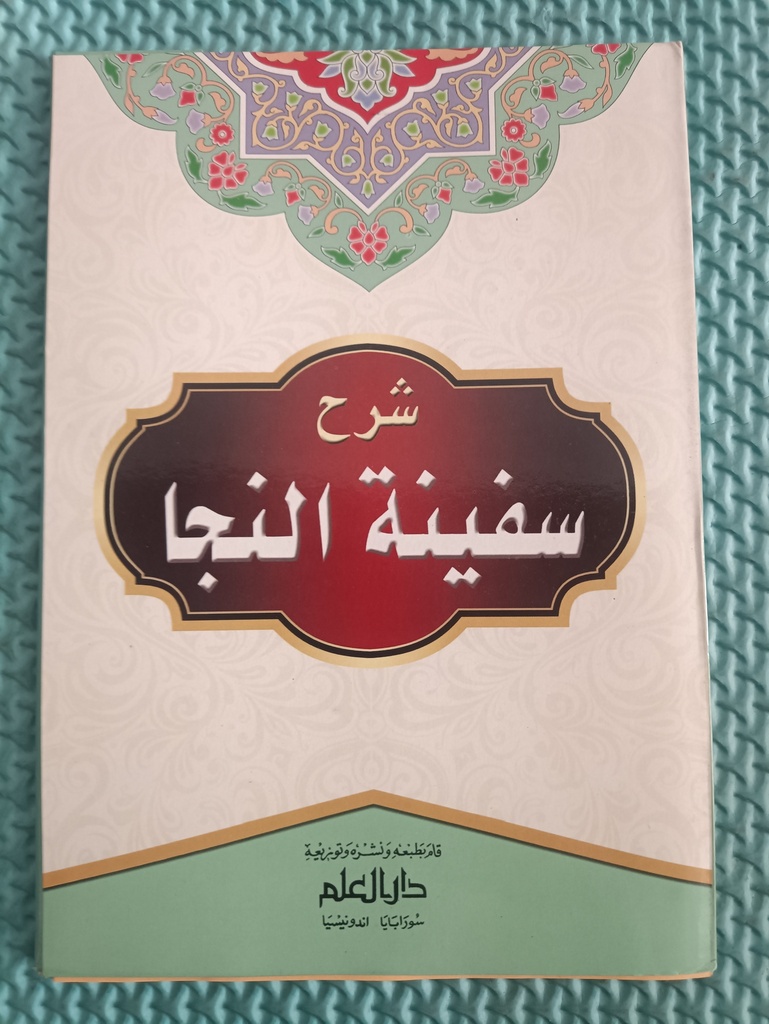 شرح
سفينة النجا
قام بطبعه ونشره وتوزيعه
دار العلم
سورابايا اندونيسيا